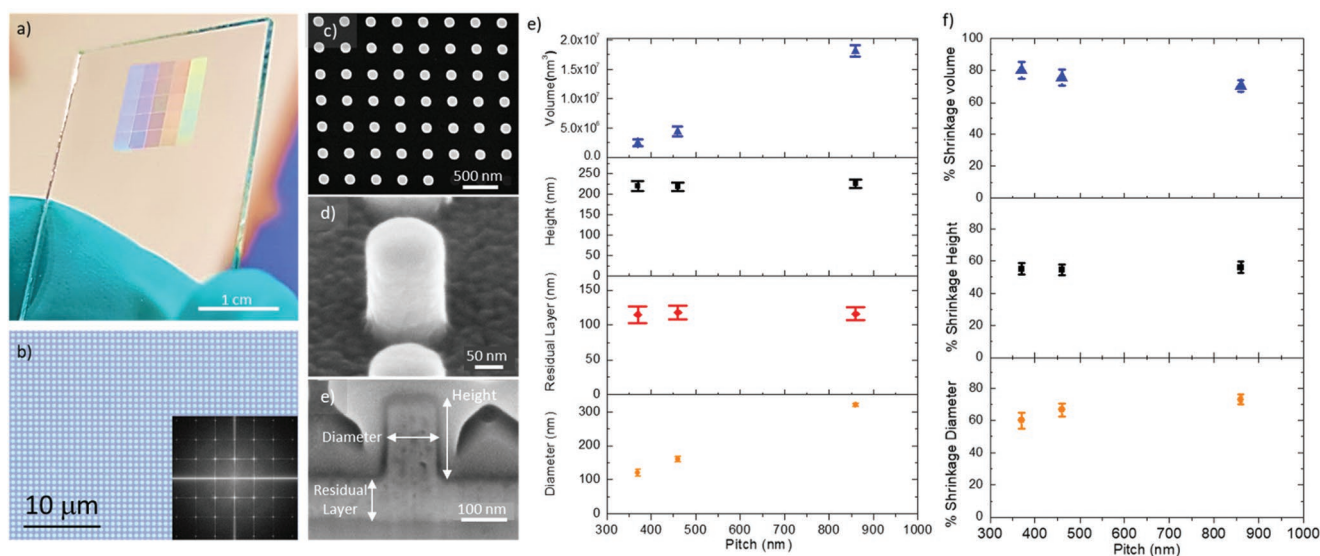 a)
1 cm
b)
10 μm
c)
500 nm
d)
50 nm
e)
Height
Diameter
Residual
Layer
100 nm
e)
2.0x10⁷
1.5x10⁷
1.0x10⁷
5.0x10⁶
0.0
Volume(nm³)
250
200
150
100
50
0
Height (nm)
150
100
50
0
Residual Layer (nm)
300
200
100
0
Diameter (nm)
300 400 500 600 700 800 900 1000
Pitch (nm)
f)
100
80
60
40
20
0
% Shrinkage volume
80
60
40
20
0
% Shrinkage Height
80
60
40
20
0
% Shrinkage Diameter
300 400 500 600 700 800 900 1000
Pitch (nm)